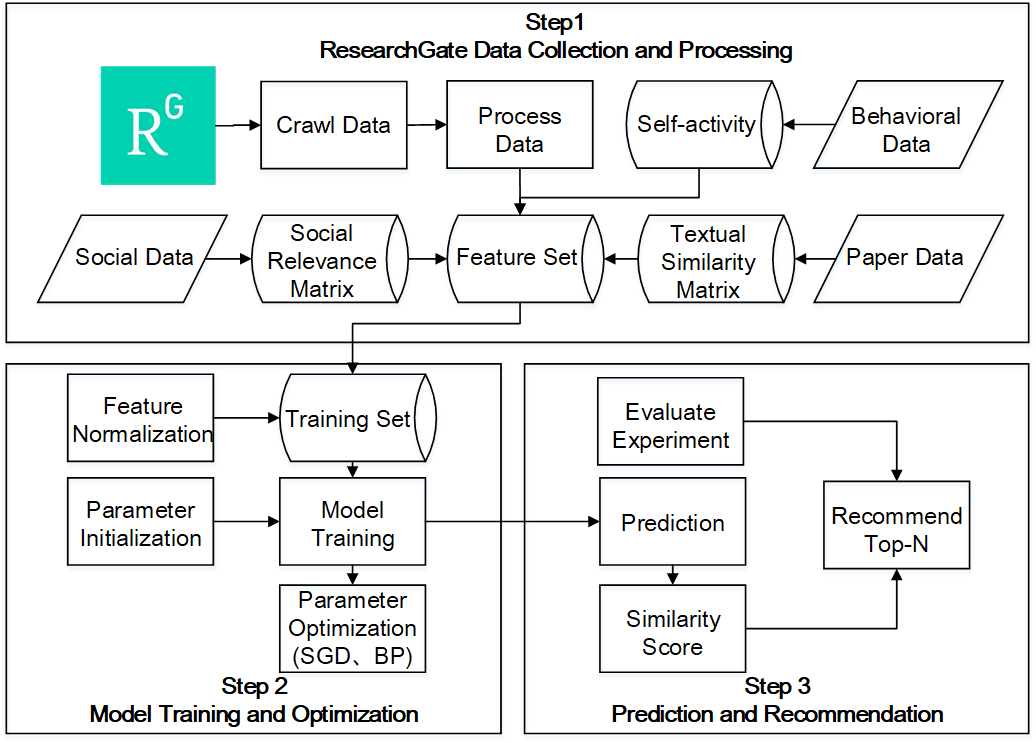 Step1
ResearchGate Data Collection and Processing
RG
Crawl Data
Process
Data
Self-activity
Behavioral
Data
Social Data
Social
Relevance
Matrix
Feature Set
Textual
Similarity
Matrix
Paper Data
Feature
Normalization
Training Set
Parameter
Initialization
Model
Training
Parameter
Optimization
(SGD、BP)
Step 2
Model Training and Optimization
Evaluate
Experiment
Prediction
Recommend
Top-N
Similarity
Score
Step 3
Prediction and Recommendation